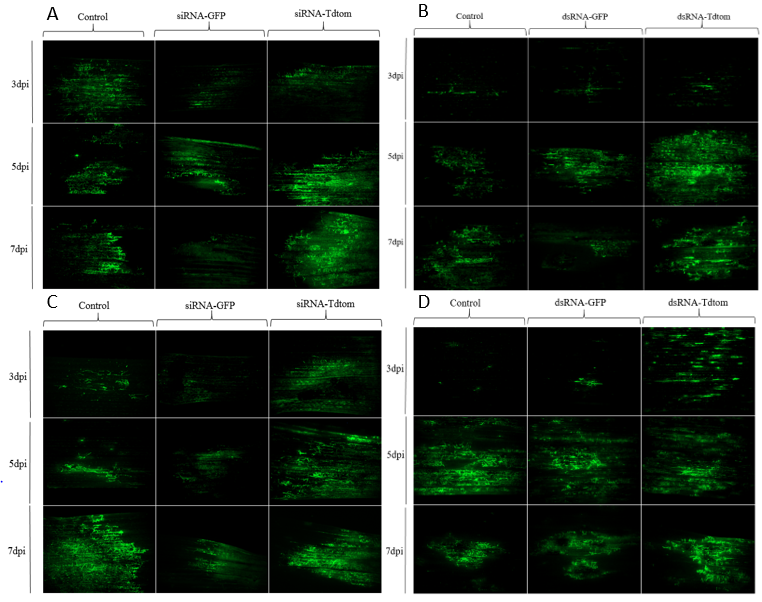 A
Control siRNA-GFP siRNA-Tdtom
3dpi
5dpi
7dpi
B
Control dsRNA-GFP dsRNA-Tdtom
3dpi
5dpi
7dpi
C
Control siRNA-GFP siRNA-Tdtom
3dpi
5dpi
7dpi
D
Control dsRNA-GFP dsRNA-Tdtom
3dpi
5dpi
7dpi